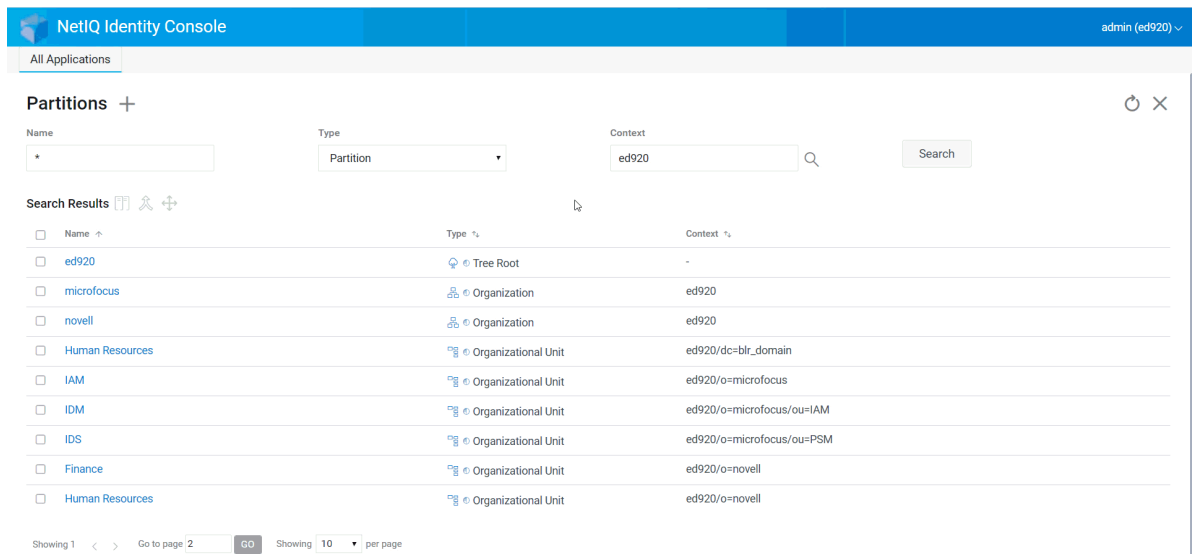 NetIQ Identity Console
admin (ed920)
All Applications
Partitions
Name Type Context
* Partition ed920 Search
Search Results
Name Type Context
ed920 Tree Root -
microfocus Organization ed920
novell Organization ed920
Human Resources Organizational Unit ed920/dc=blr_domain
IAM Organizational Unit ed920/o=microfocus
IDM Organizational Unit ed920/o=microfocus/ou=IAM
IDS Organizational Unit ed920/o=microfocus/ou=PSM
Finance Organizational Unit ed920/o=novell
Human Resources Organizational Unit ed920/o=novell
Showing 1 < > Go to page 2 GO Showing 10 per page